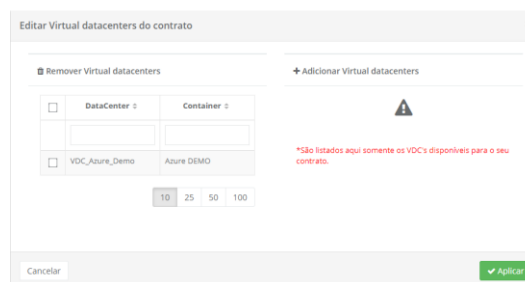 Editar Virtual datacenters do contrato
Remover Virtual datacenters
DataCenter
Container
VDC_Azure_Demo
Azure DEMO
10 25 50 100
+ Adicionar Virtual datacenters
*São listados aqui somente os VDC's disponíveis para o seu
contrato.
Cancelar
Aplicar